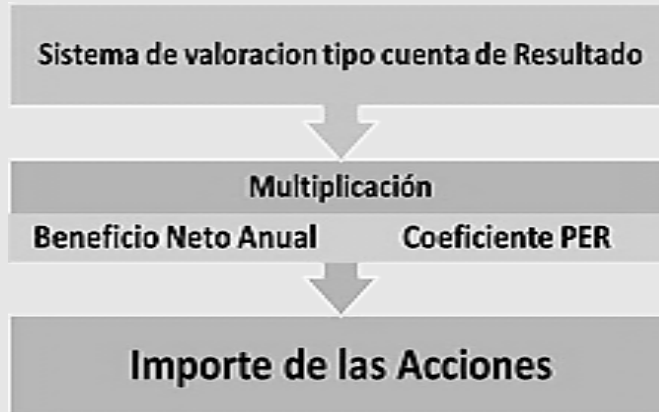 Sistema de valoracion tipo cuenta de Resultado
Multiplicación
Beneficio Neto Anual Coeficiente PER
Importe de las Acciones